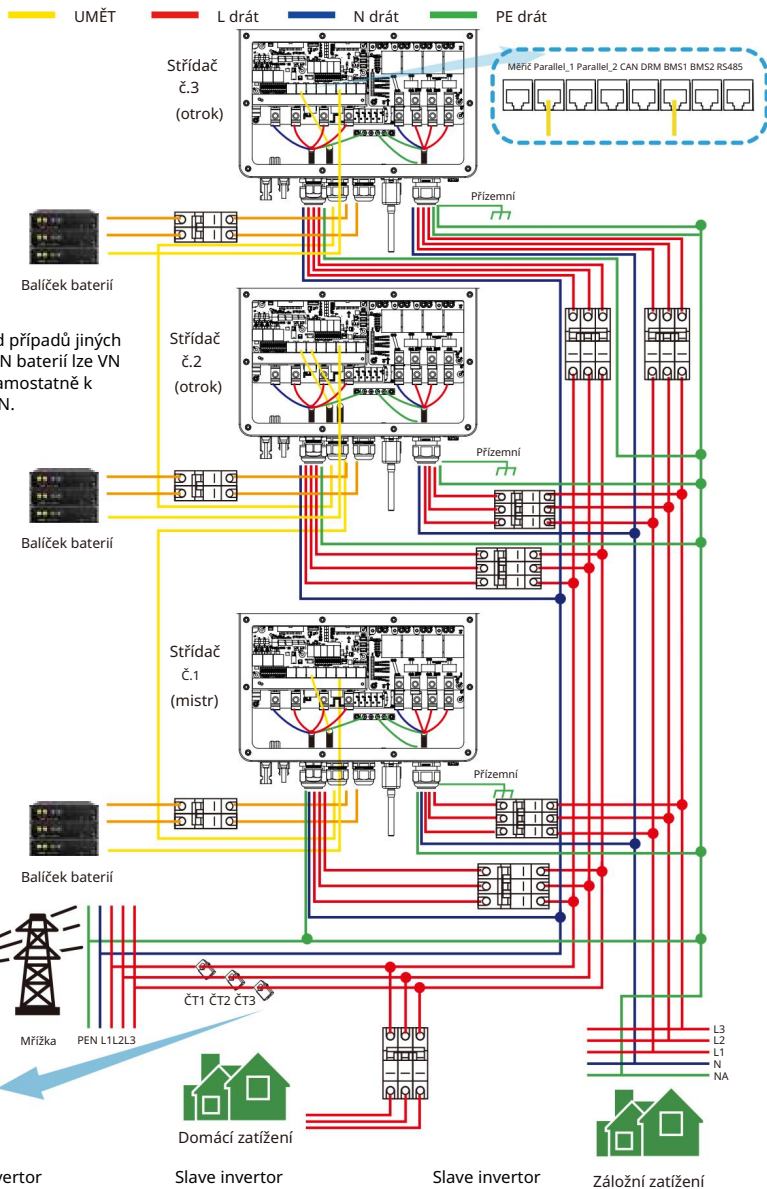 UMĚT L drát N drát PE drát
Střídač
č.3
(otrok)
Měřič Parallel_1 Parallel_2 CAN DRM BMS1 BMS2 RS485
Přízemní
Balíček baterií
případů jiných
N baterií lze VN
amostatně k
N.
Střídač
č.2
(otrok)
Přízemní
Balíček baterií
Střídač
Č.1
(mistr)
Přízemní
Balíček baterií
Mřížka
PEN L1L2L3
ČT1 ČT2 ČT3
L3
L2
L1
N
NA
Domácí zatížení
Záložní zatížení
vertor
Slave invertor
Slave invertor